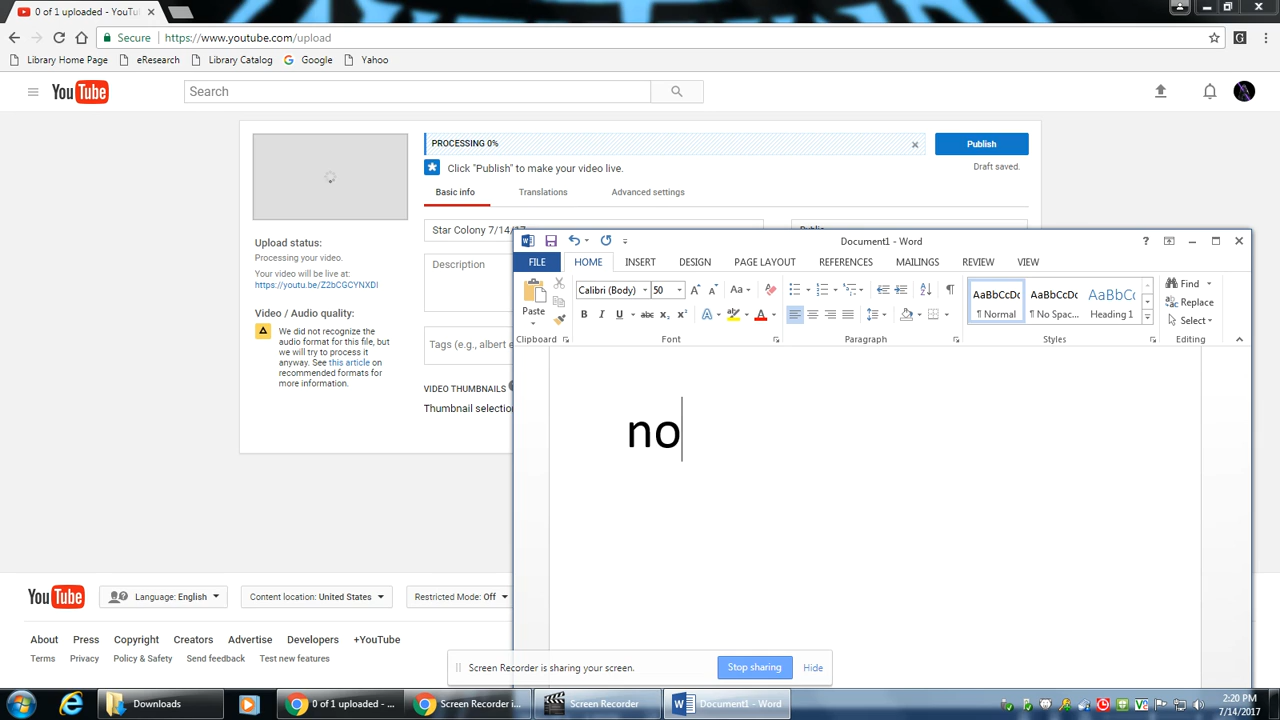 0 of 1 uploaded - YouTu
Secure
https://www.youtube.com/upload
Library Home Page
eResearch
Library Catalog
Google
Yahoo
YouTube
Search
PROCESSING 0%
Publish
Click "Publish" to make your video live.
Draft saved.
Basic info
Translations
Advanced settings
Star Colony 7/14/17
Public
Upload status:
Processing your video.
Your video will be live at:
https://youtu.be/Z2bCGCYNXDI
Description
Video / Audio quality:
We did not recognize the
audio format for this file, but
we will try to process it
anyway. See this article on
recommended formats for
more information.
Tags (e.g., albert e
VIDEO THUMBNAILS
Thumbnail selection
Document1 - Word
FILE
HOME
INSERT
DESIGN
PAGE LAYOUT
REFERENCES
MAILINGS
REVIEW
VIEW
Paste
Calibri (Body)
50
Aa
B I U abc x₂ x²
A
AaBbCcDc
AaBbCcDc
AaBbCc
¶ Normal
¶ No Spac...
Heading 1
Find
Replace
Select
Clipboard
Font
Paragraph
Styles
Editing
no
YouTube
Language: English
Content location: United States
Restricted Mode: Off
About
Press
Copyright
Creators
Advertise
Developers
+YouTube
Terms
Privacy
Policy & Safety
Send feedback
Test new features
Screen Recorder is sharing your screen.
Stop sharing
Hide
Downloads
0 of 1 uploaded - ...
Screen Recorder i...
Screen Recorder
Document1 - Word
2:20 PM
7/14/2017